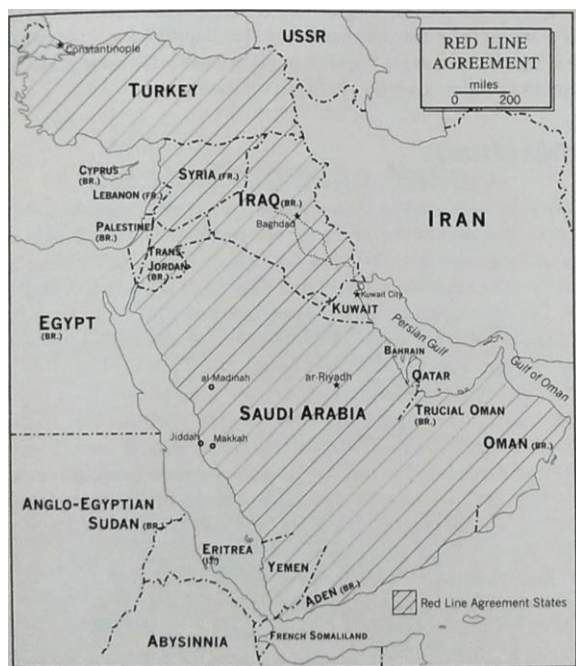 USSR
RED LINE
AGREEMENT
miles
0 200
Constantinople
TURKEY
CYPRUS
(BR.)
SYRIA (FR.)
LEBANON (FR.)
IRAQ (BR.)
Baghdad
IRAN
PALESTINE
(BR.)
TRANS-
JORDAN
(BR.)
Kuwait City
KUWAIT
EGYPT
(BR.)
Persian Gulf
Gulf of Oman
BAHRAIN
QATAR
al-Madinah
ar-Riyadh
SAUDI ARABIA
TRUCIAL OMAN
(BR.)
OMAN (BR.)
Jiddah
Makkah
ANGLO-EGYPTIAN
SUDAN (BR.)
ERITREA
(IT.)
YEMEN
ADEN (BR.)
Red Line Agreement States
ABYSINNIA
FRENCH SOMALILAND